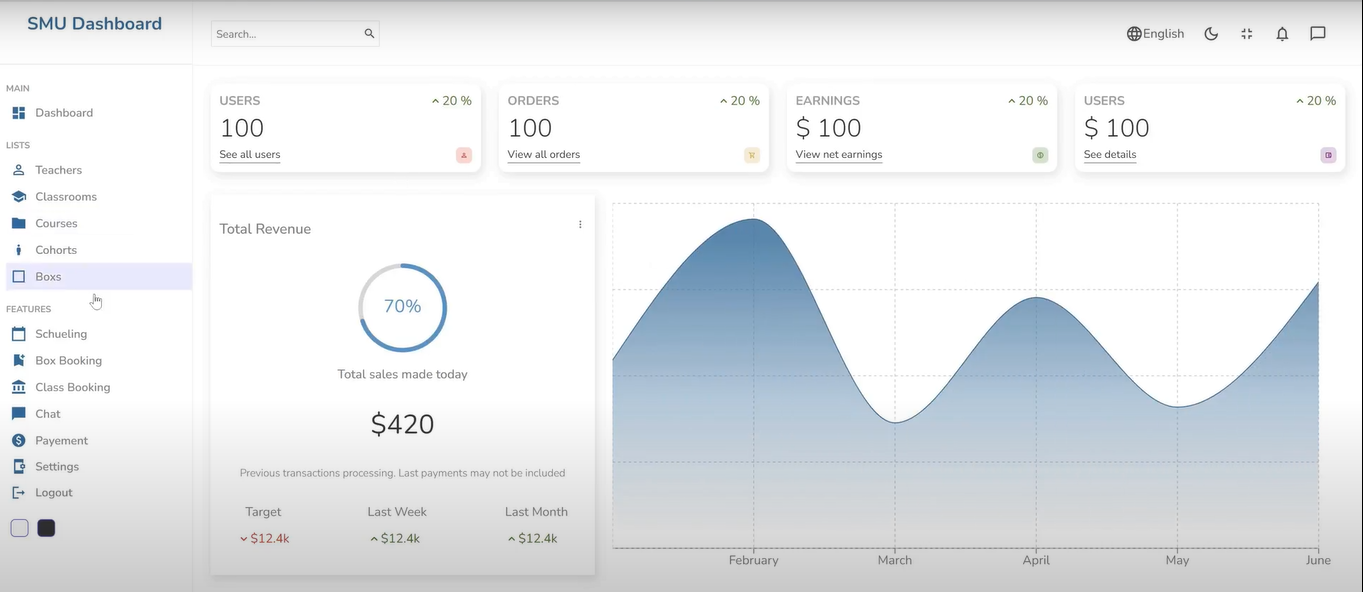 SMU Dashboard
Search...
English
MAIN
Dashboard
LISTS
Teachers
Classrooms
Courses
Cohorts
Boxs
FEATURES
Schueling
Box Booking
Class Booking
Chat
Payement
Settings
Logout
USERS 20 %
100
See all users
ORDERS 20 %
100
View all orders
EARNINGS 20 %
$ 100
View net earnings
USERS 20 %
$ 100
See details
Total Revenue
70%
Total sales made today
$420
Previous transactions processing. Last payments may not be included
Target Last Week Last Month
$12.4k $12.4k $12.4k
February March April May June